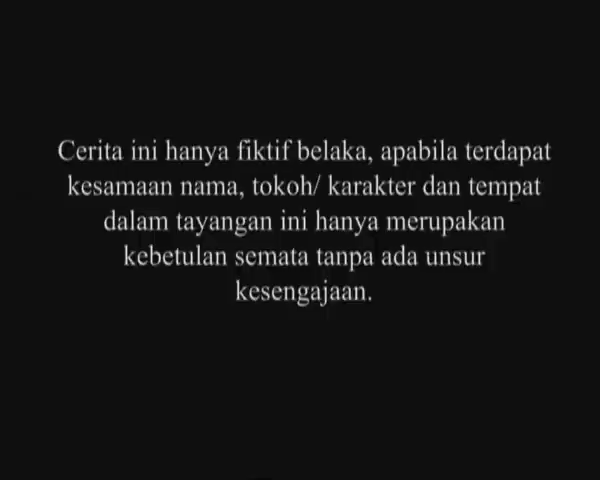 Cerita ini hanya fiktif belaka, apabila terdapat
kesamaan nama, tokoh/ karakter dan tempat
dalam tayangan ini hanya merupakan
kebetulan semata tanpa ada unsur
kesengajaan.